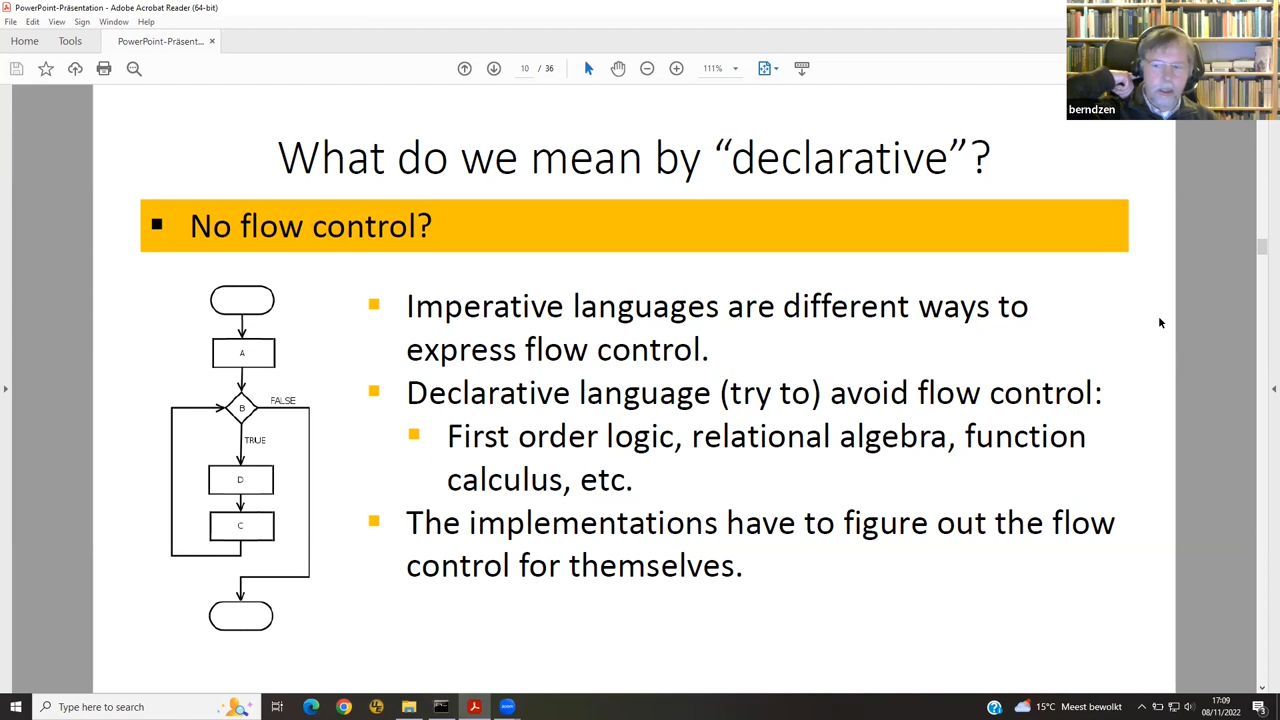 PowerPoint-Präsentation - Adobe Acrobat Reader (64-bit)
File Edit View Sign Window Help
Home Tools PowerPoint-Präsent... ×
10 / 36 111%
berndzen
What do we mean by “declarative”?
No flow control?
Imperative languages are different ways to
express flow control.
Declarative language (try to) avoid flow control:
First order logic, relational algebra, function
calculus, etc.
The implementations have to figure out the flow
control for themselves.
A
B
FALSE
TRUE
D
C
Type here to search
zoom
15°C Meest bewolkt
17:09
08/11/2022
3